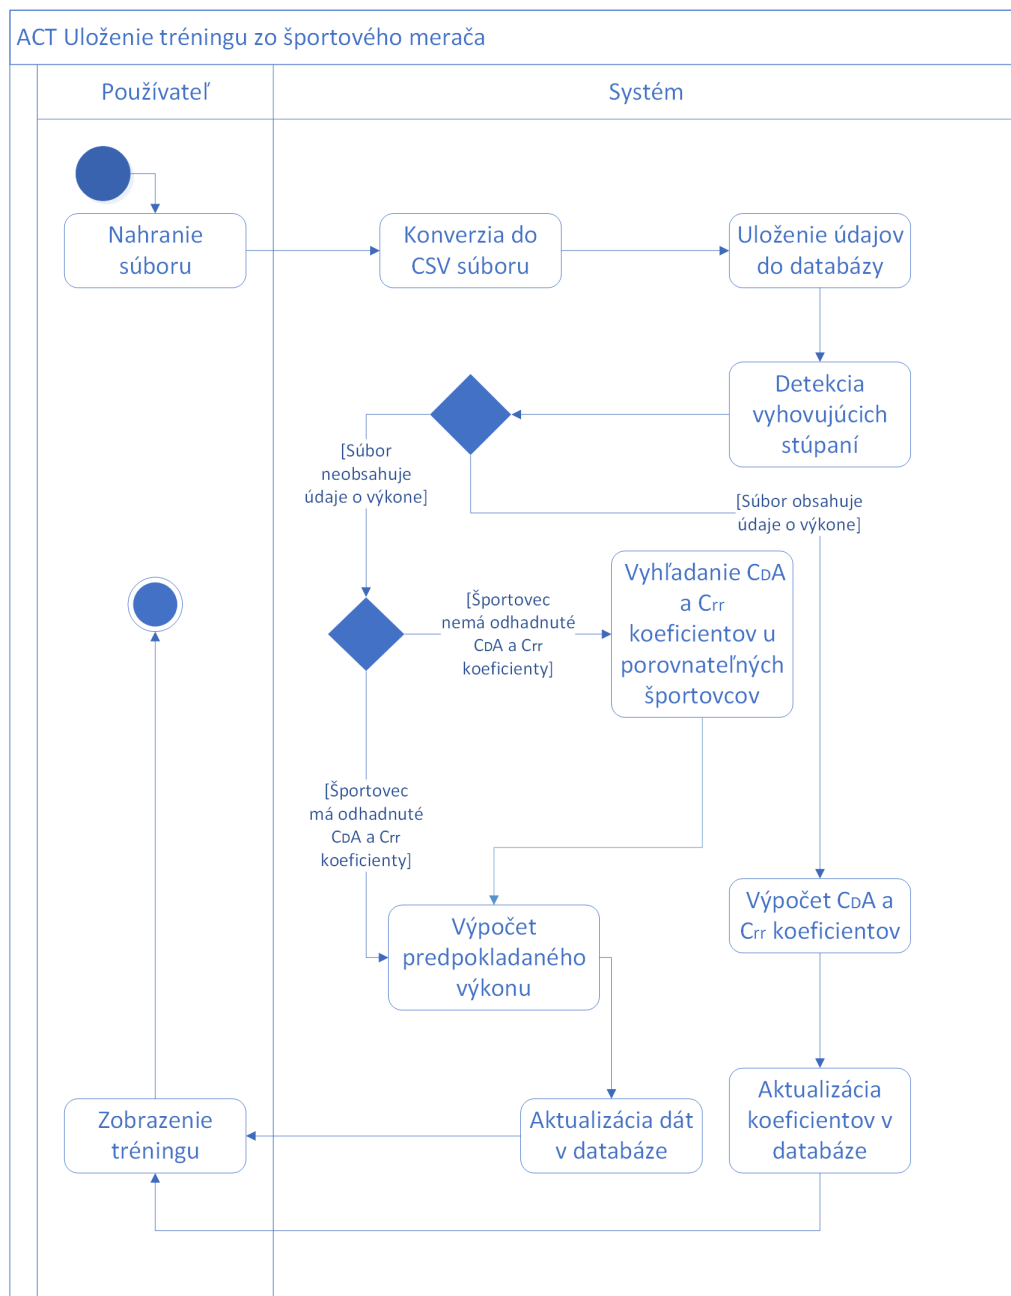 ACT Uloženie tréningu zo športového merača
Používateľ
Systém
Nahranie
súboru
Konverzia do
CSV súboru
Uloženie údajov
do databázy
Detekcia
vyhovujúcich
stúpaní
[Súbor
neobsahuje
údaje o výkone]
[Súbor obsahuje
údaje o výkone]
[Športovec
nemá odhadnuté
CDA a Crr
koeficienty]
Vyhľadanie CDA
a Crr
koeficientov u
porovnateľných
športovcov
[Športovec
má odhadnuté
CDA a Crr
koeficienty]
Výpočet
predpokladaného
výkonu
Výpočet CDA a
Crr koeficientov
Zobrazenie
tréningu
Aktualizácia dát
v databáze
Aktualizácia
koeficientov v
databáze